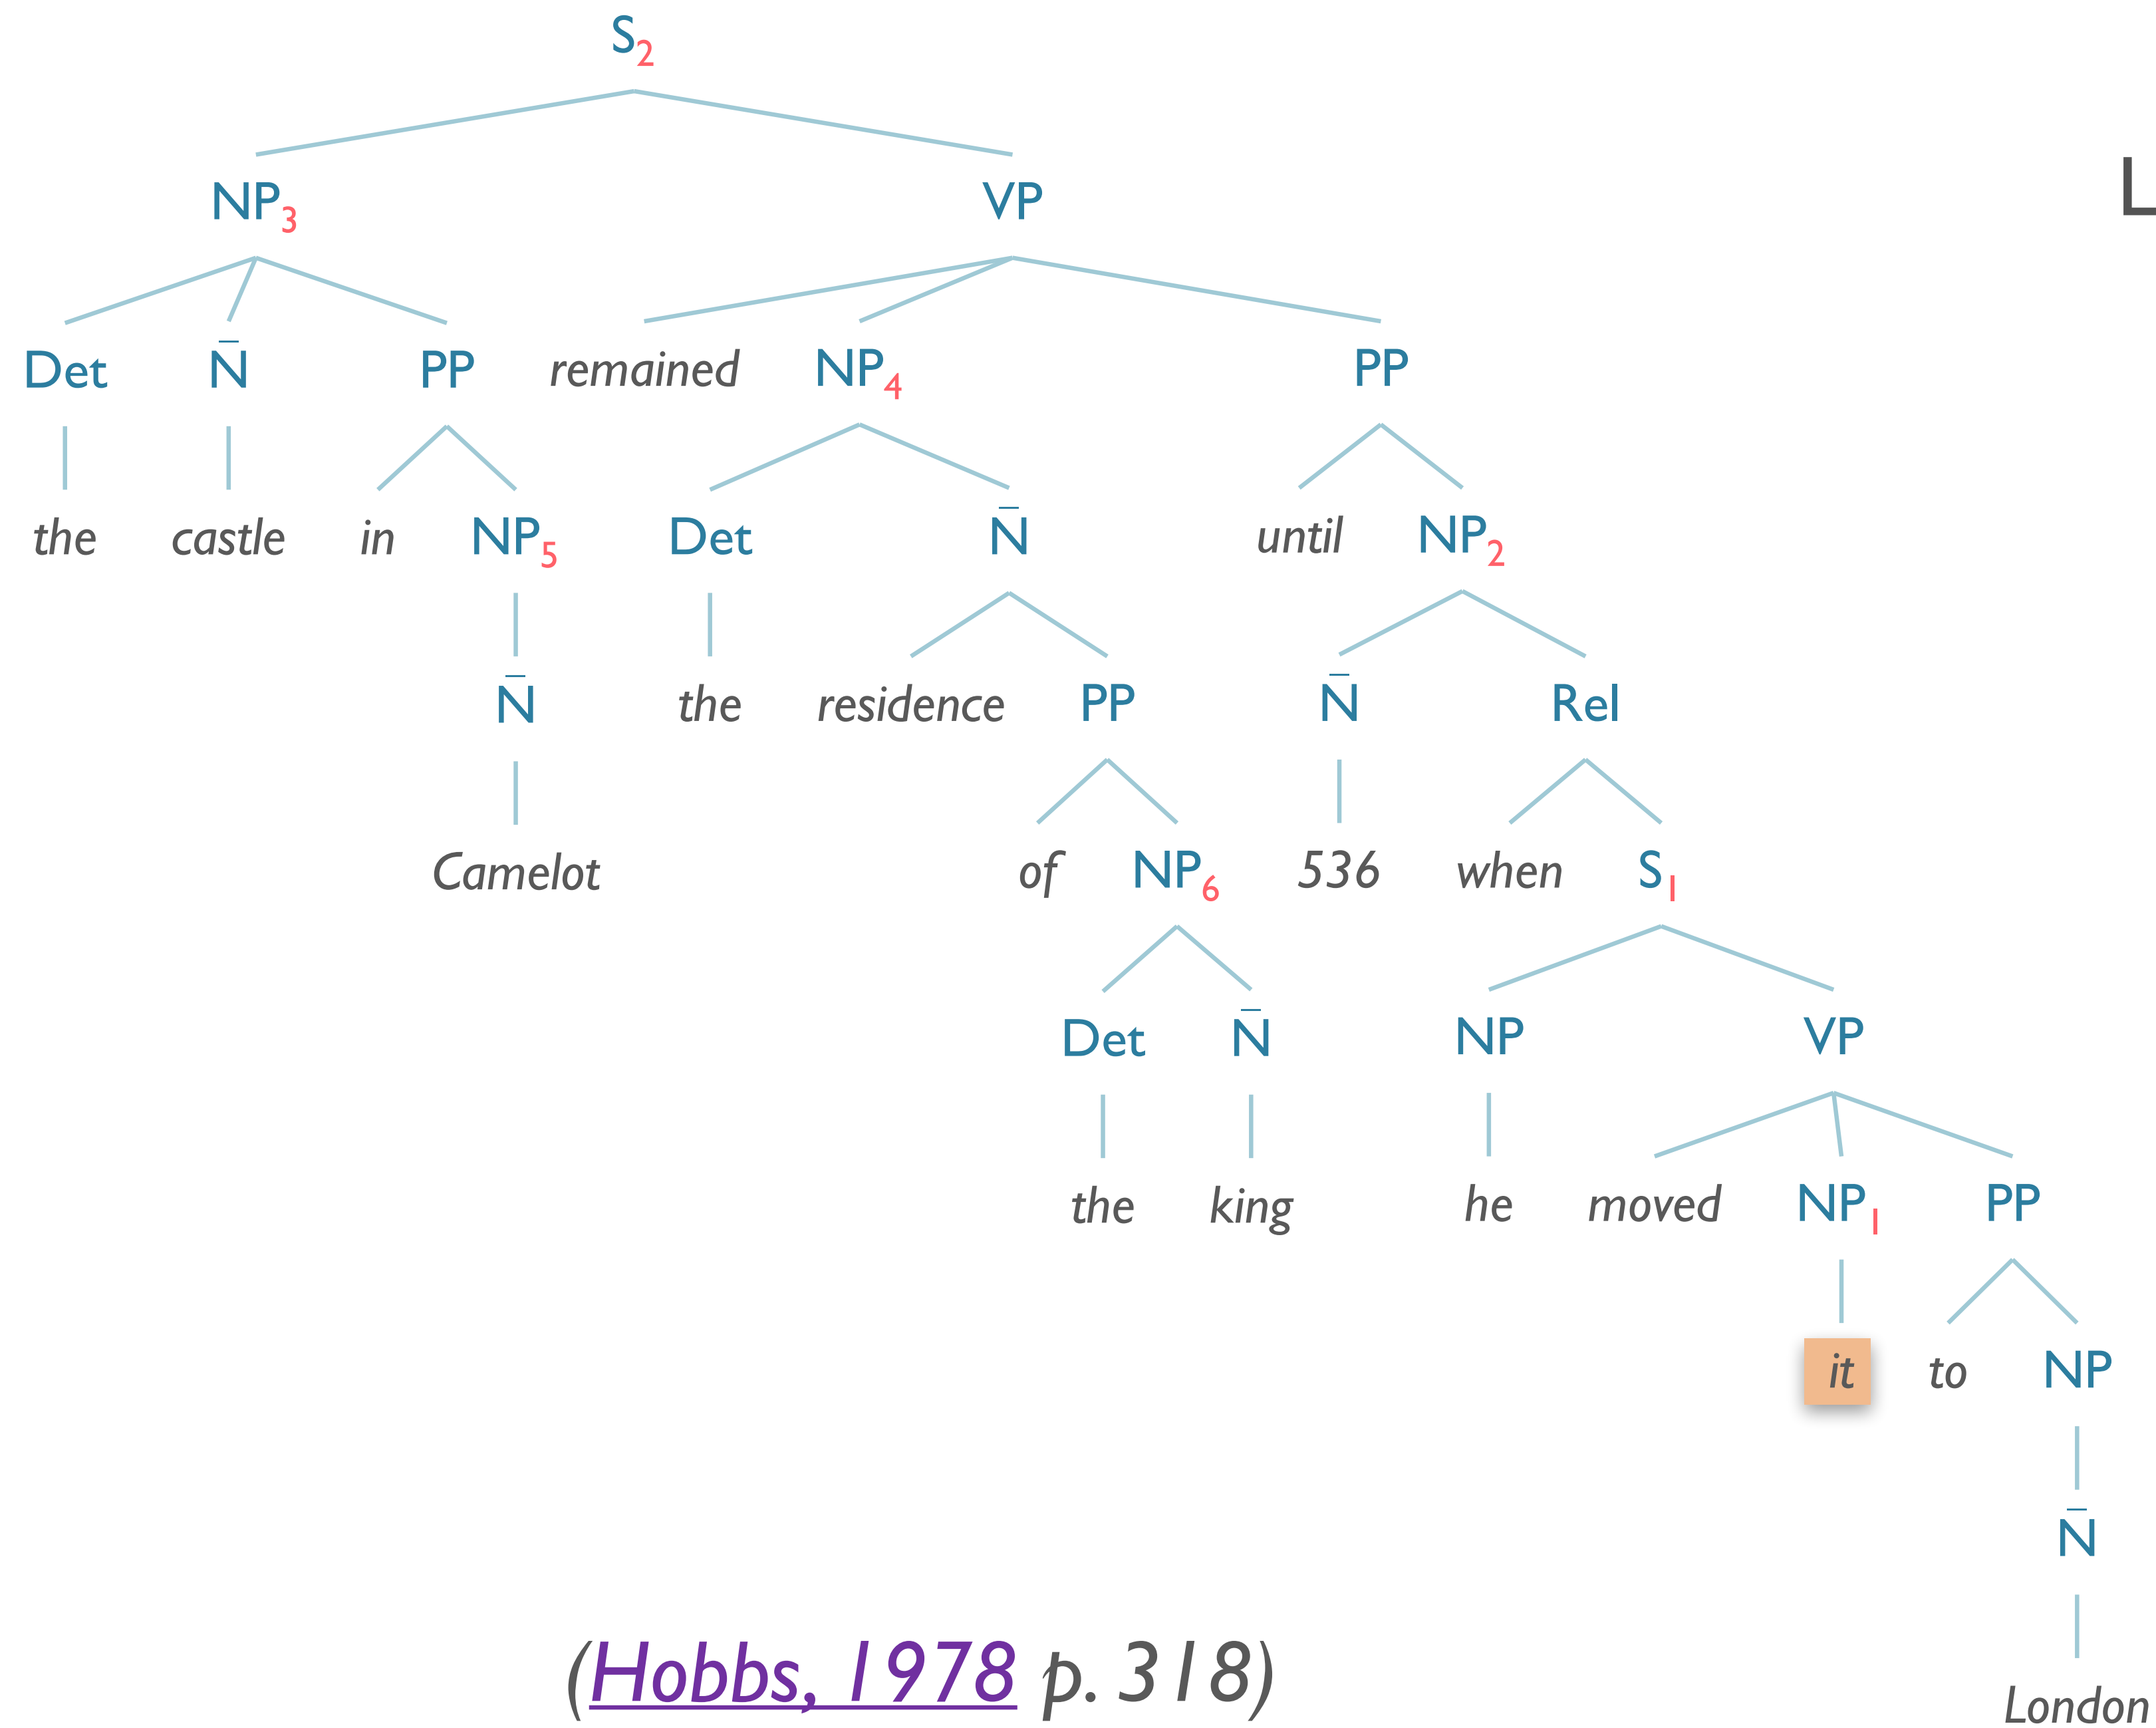 S2
NP3 VP
L
Det N̄ PP remained NP4 PP
the castle in NP5 Det N̄ until NP2
N̄ the residence PP N̄ Rel
Camelot of NP6 536 when S1
Det N̄ NP VP
the king he moved NP1 PP
it to NP
N̄
(Hobbs, 1978 p. 318)
London